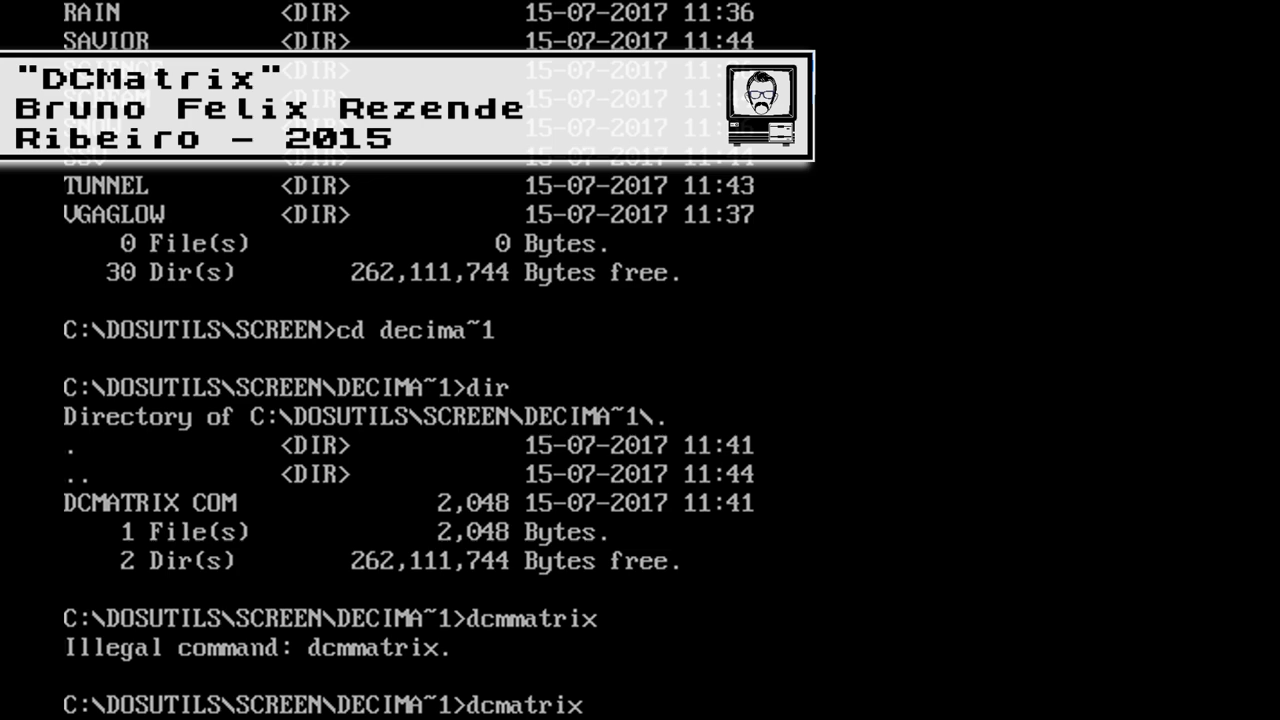 RAIN <DIR> 15-07-2017 11:36
SAVIOR <DIR> 15-07-2017 11:44
"DCMatrix"
Bruno Felix Rezende
Ribeiro - 2015
TUNNEL <DIR> 15-07-2017 11:43
VGAGLOW <DIR> 15-07-2017 11:37
0 File(s) 0 Bytes.
30 Dir(s) 262,111,744 Bytes free.
C:\DOSUTILS\SCREEN>cd decima~1
C:\DOSUTILS\SCREEN\DECIMA~1>dir
Directory of C:\DOSUTILS\SCREEN\DECIMA~1\.
. <DIR> 15-07-2017 11:41
.. <DIR> 15-07-2017 11:44
DCMATRIX COM 2,048 15-07-2017 11:41
1 File(s) 2,048 Bytes.
2 Dir(s) 262,111,744 Bytes free.
C:\DOSUTILS\SCREEN\DECIMA~1>dcmmatrix
Illegal command: dcmmatrix.
C:\DOSUTILS\SCREEN\DECIMA~1>dcmatrix